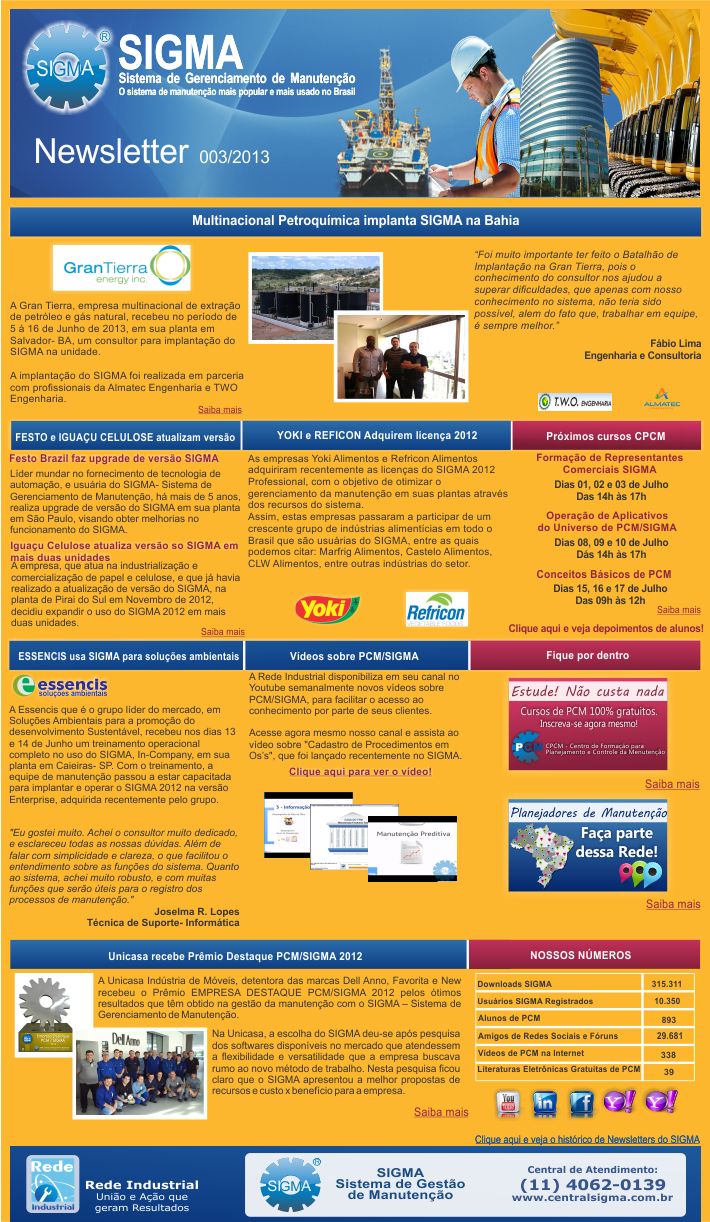 SIGMA
®
SIGMA
Sistema de Gerenciamento de Manutenção
O sistema de manutenção mais popular e mais usado no Brasil
Newsletter 003/2013
Multinacional Petroquímica implanta SIGMA na Bahia
GranTierra
energy inc.
A Gran Tierra, empresa multinacional de extração
de petróleo e gás natural, recebeu no período de
5 à 16 de Junho de 2013, em sua planta em
Salvador- BA, um consultor para implantação do
SIGMA na unidade.
A implantação do SIGMA foi realizada em parceria
com profissionais da Almatec Engenharia e TWO
Engenharia.
Saiba mais
"Foi muito importante ter feito o Batalhão de
Implantação na Gran Tierra, pois o
conhecimento do consultor nos ajudou a
superar dificuldades, que apenas com nosso
conhecimento no sistema, não teria sido
possível, alem do fato que, trabalhar em equipe,
é sempre melhor."
Fábio Lima
Engenharia e Consultoria
T.W.O. ENGENHARIA
ALMATEC
FESTO e IGUAÇU CELULOSE atualizam versão
Festo Brazil faz upgrade de versão SIGMA
Líder mundar no fornecimento de tecnologia de
automação, e usuária do SIGMA- Sistema de
Gerenciamento de Manutenção, há mais de 5 anos,
realiza upgrade de versão do SIGMA em sua planta
em São Paulo, visando obter melhorias no
funcionamento do SIGMA.
Iguaçu Celulose atualiza versão so SIGMA em
mais duas unidades
A empresa, que atua na industrialização e
comercialização de papel e celulose, e que já havia
realizado a atualização de versão do SIGMA, na
planta de Pirai do Sul em Novembro de 2012,
decidiu expandir o uso do SIGMA 2012 em mais
duas unidades.
Saiba mais
YOKI e REFICON Adquirem licença 2012
As empresas Yoki Alimentos e Refricon Alimentos
adquiriram recentemente as licenças do SIGMA 2012
Professional, com o objetivo de otimizar o
gerenciamento da manutenção em suas plantas através
dos recursos do sistema.
Assim, estas empresas passaram a participar de um
crescente grupo de indústrias alimentícias em todo o
Brasil que são usuárias do SIGMA, entre as quais
podemos citar: Marfrig Alimentos, Castelo Alimentos,
CLW Alimentos, entre outras indústrias do setor.
Yoki
Refricon
Próximos cursos CPCM
Formação de Representantes
Comerciais SIGMA
Dias 01, 02 e 03 de Julho
Das 14h às 17h
Operação de Aplicativos
do Universo de PCM/SIGMA
Dias 08, 09 e 10 de Julho
Dás 14h às 17h
Conceitos Básicos de PCM
Dias 15, 16 e 17 de Julho
Das 09h às 12h
Saiba mais
Clique aqui e veja depoimentos de alunos!
ESSENCIS usa SIGMA para soluções ambientais
essencis
soluções ambientais
A Essencis que é o grupo líder do mercado, em
Soluções Ambientais para a promoção do
desenvolvimento Sustentável, recebeu nos dias 13
e 14 de Junho um treinamento operacional
completo no uso do SIGMA, In-Company, em sua
planta em Caieiras- SP. Com o treinamento, a
equipe de manutenção passou a estar capacitada
para implantar e operar o SIGMA 2012 na versão
Enterprise, adquirida recentemente pelo grupo.
"Eu gostei muito. Achei o consultor muito dedicado,
e esclareceu todas as nossas dúvidas. Além de
falar com simplicidade e clareza, o que facilitou o
entendimento sobre as funções do sistema. Quanto
ao sistema, achei muito robusto, e com muitas
funções que serão úteis para o registro dos
processos de manutenção."
Joselma R. Lopes
Técnica de Suporte- Informática
Vídeos sobre PCM/SIGMA
A Rede Industrial disponibiliza em seu canal no
Youtube semanalmente novos vídeos sobre
PCM/SIGMA, para facilitar o acesso ao
conhecimento por parte de seus clientes.
Acesse agora mesmo nosso canal e assista ao
vídeo sobre "Cadastro de Procedimentos em
Os's", que foi lançado recentemente no SIGMA.
Clique aqui para ver o vídeo!
3 - Informação
Manutenção Preditiva
Fique por dentro
Estude! Não custa nada
Cursos de PCM 100% gratuitos.
Inscreva-se agora mesmo!
PCM
CPCM - Centro de Formação para
Planejamento e Controle da Manutenção
Saiba mais
Planejadores de Manutenção
Faça parte
dessa Rede!
Saiba mais
Unicasa recebe Prêmio Destaque PCM/SIGMA 2012
A Unicasa Indústria de Móveis, detentora das marcas Dell Anno, Favorita e New
recebeu o Prêmio EMPRESA DESTAQUE PCM/SIGMA 2012 pelos ótimos
resultados que têm obtido na gestão da manutenção com o SIGMA – Sistema de
Gerenciamento de Manutenção.
Dell Anno
Na Unicasa, a escolha do SIGMA deu-se após pesquisa
dos softwares disponíveis no mercado que atendessem
a flexibilidade e versatilidade que a empresa buscava
rumo ao novo método de trabalho. Nesta pesquisa ficou
claro que o SIGMA apresentou a melhor propostas de
recursos e custo x benefício para a empresa.
Saiba mais
NOSSOS NÚMEROS
Downloads SIGMA 315.311
Usuários SIGMA Registrados 10.350
Alunos de PCM 893
Amigos de Redes Sociais e Fóruns 29.681
Vídeos de PCM na Internet 338
Literaturas Eletrônicas Gratuitas de PCM 39
You Tube
in
f
Y!
Y!
Clique aqui e veja o histórico de Newsletters do SIGMA
Rede
Industrial
Rede Industrial
União e Ação que
geram Resultados
SIGMA
®
SIGMA
Sistema de Gestão
de Manutenção
Central de Atendimento:
(11) 4062-0139
www.centralsigma.com.br